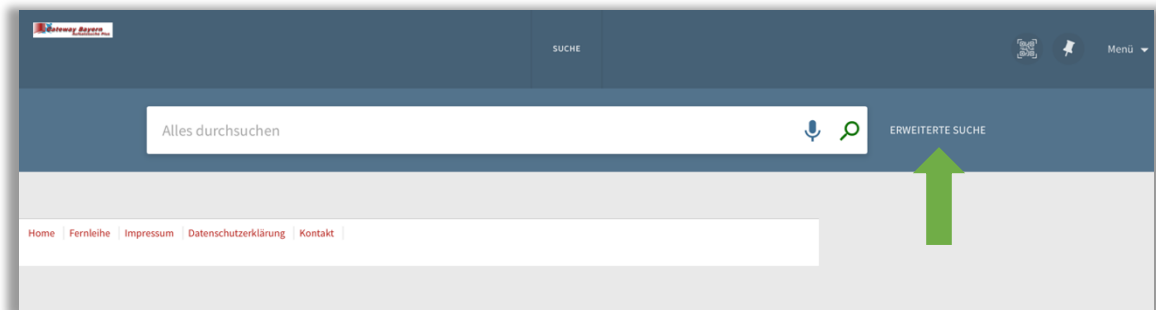 Gateway Bayern
SUCHE
Menü
Alles durchsuchen
ERWEITERTE SUCHE
Home
Fernleihe
Impressum
Datenschutzerklärung
Kontakt